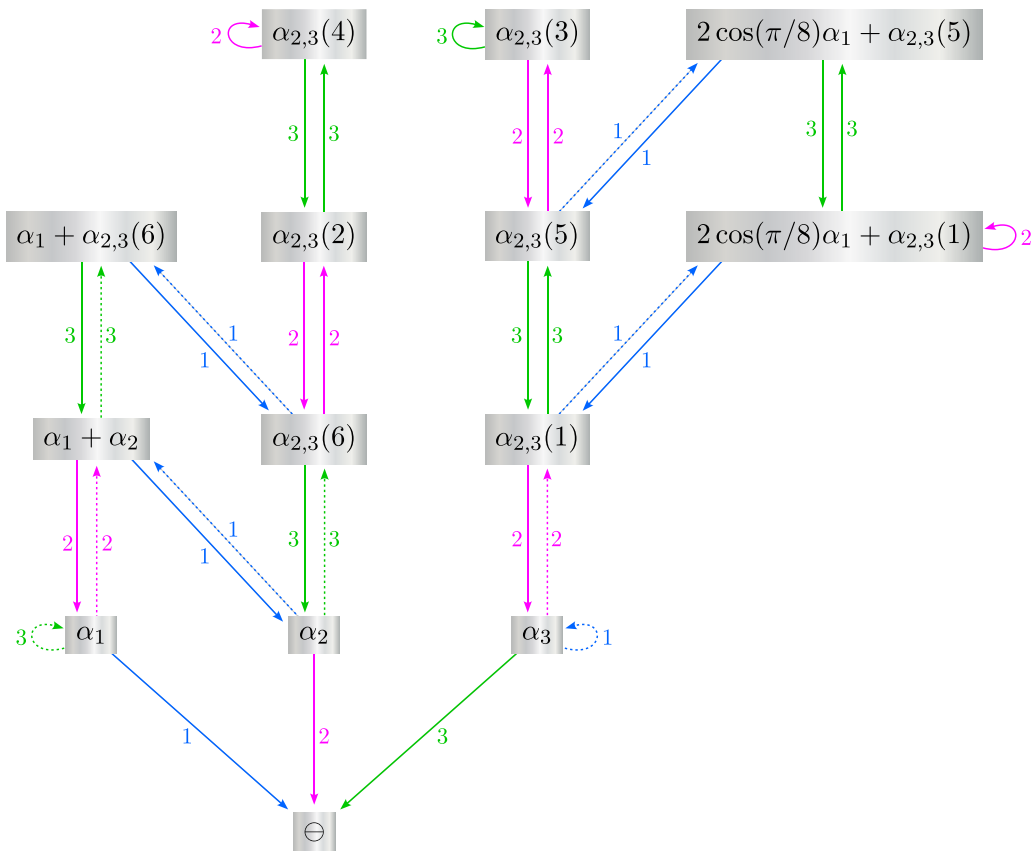 2 α₂,₃(4) 3 α₂,₃(3) 2 cos(π/8)α₁ + α₂,₃(5)
3 3 2 2 1 1 3 3
α₁ + α₂,₃(6) α₂,₃(2) α₂,₃(5) 2 cos(π/8)α₁ + α₂,₃(1) 2
3 3 1 1 2 2 3 3 1 1
α₁ + α₂ α₂,₃(6) α₂,₃(1)
2 2 1 1 3 3 2 2
3 α₁ α₂ α₃ 1
1 2 3
⊖